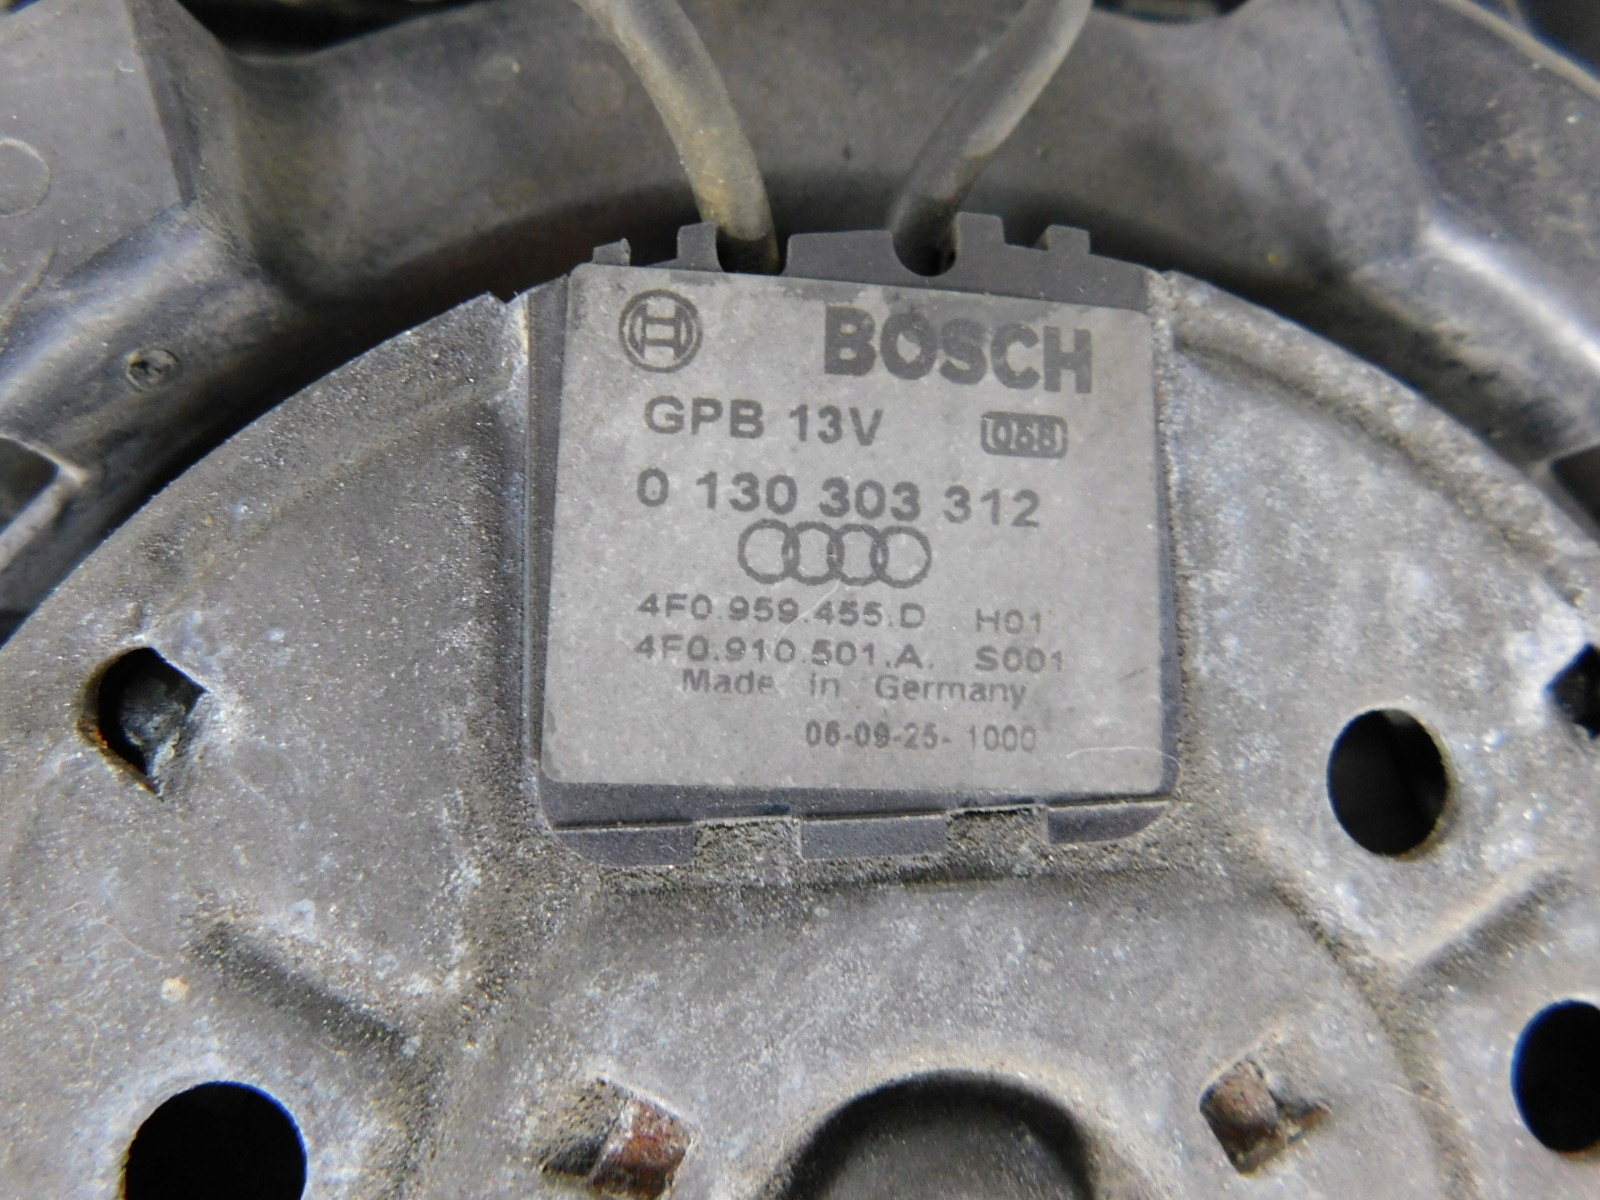 BOSCH
GPB 13V 058
0 130 303 312
4F0.959.455.D H01
4F0.910.501.A. S001
Made in Germany
06-09-25- 1000